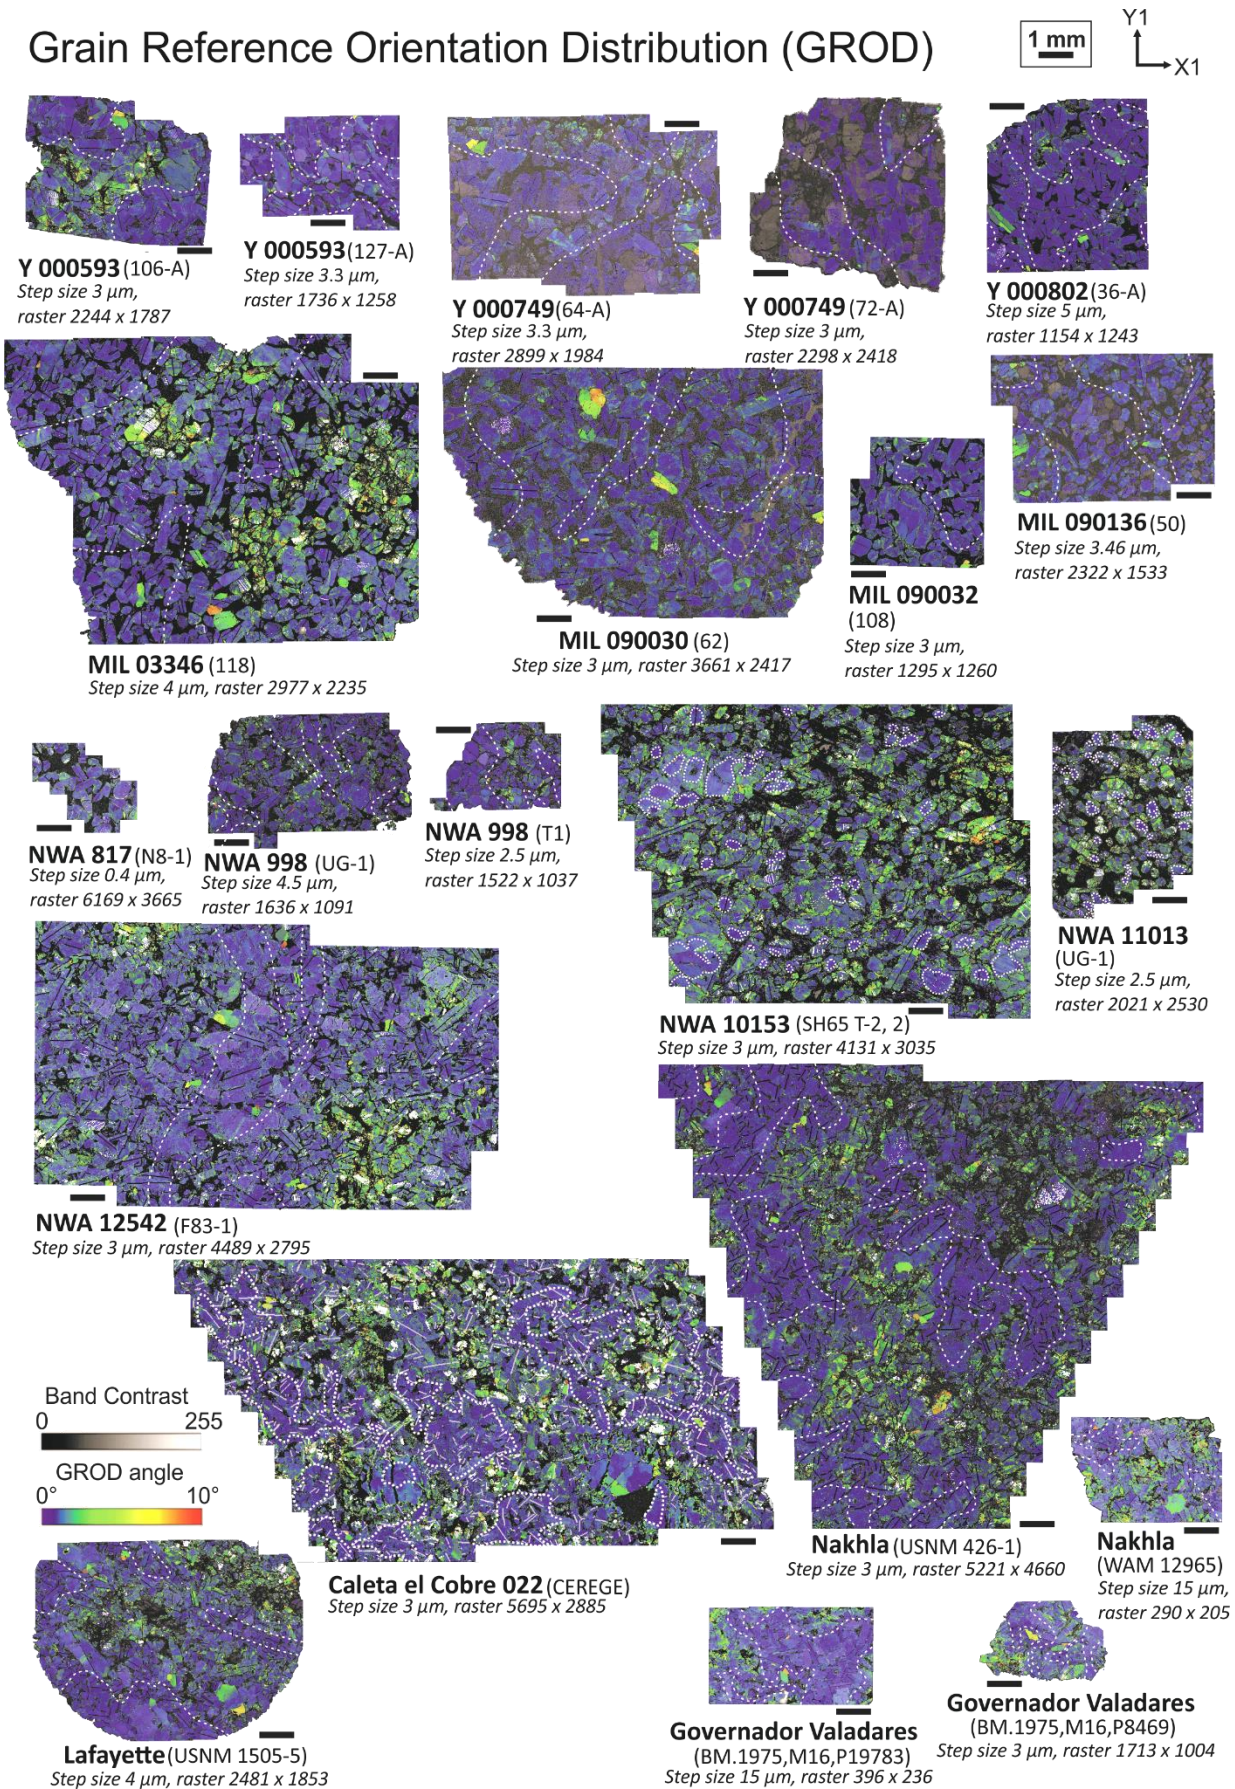 Grain Reference Orientation Distribution (GROD)
1 mm
Y1
X1
Y 000593 (106-A)
Step size 3 µm,
raster 2244 x 1787
Y 000593 (127-A)
Step size 3.3 µm,
raster 1736 x 1258
Y 000749 (64-A)
Step size 3.3 µm,
raster 2899 x 1984
Y 000749 (72-A)
Step size 3 µm,
raster 2298 x 2418
Y 000802 (36-A)
Step size 5 µm,
raster 1154 x 1243
MIL 03346 (118)
Step size 4 µm, raster 2977 x 2235
MIL 090030 (62)
Step size 3 µm, raster 3661 x 2417
MIL 090032
(108)
Step size 3 µm,
raster 1295 x 1260
MIL 090136 (50)
Step size 3.46 µm,
raster 2322 x 1533
NWA 817 (N8-1)
Step size 0.4 µm,
raster 6169 x 3665
NWA 998 (UG-1)
Step size 4.5 µm,
raster 1636 x 1091
NWA 998 (T1)
Step size 2.5 µm,
raster 1522 x 1037
NWA 10153 (SH65 T-2, 2)
Step size 3 µm, raster 4131 x 3035
NWA 11013
(UG-1)
Step size 2.5 µm,
raster 2021 x 2530
NWA 12542 (F83-1)
Step size 3 µm, raster 4489 x 2795
Band Contrast
0 255
GROD angle
0° 10°
Caleta el Cobre 022 (CEREGE)
Step size 3 µm, raster 5695 x 2885
Nakhla (USNM 426-1)
Step size 3 µm, raster 5221 x 4660
Nakhla
(WAM 12965)
Step size 15 µm,
raster 290 x 205
Lafayette (USNM 1505-5)
Step size 4 µm, raster 2481 x 1853
Governador Valadares
(BM.1975,M16,P19783)
Step size 15 µm, raster 396 x 236
Governador Valadares
(BM.1975,M16,P8469)
Step size 3 µm, raster 1713 x 1004